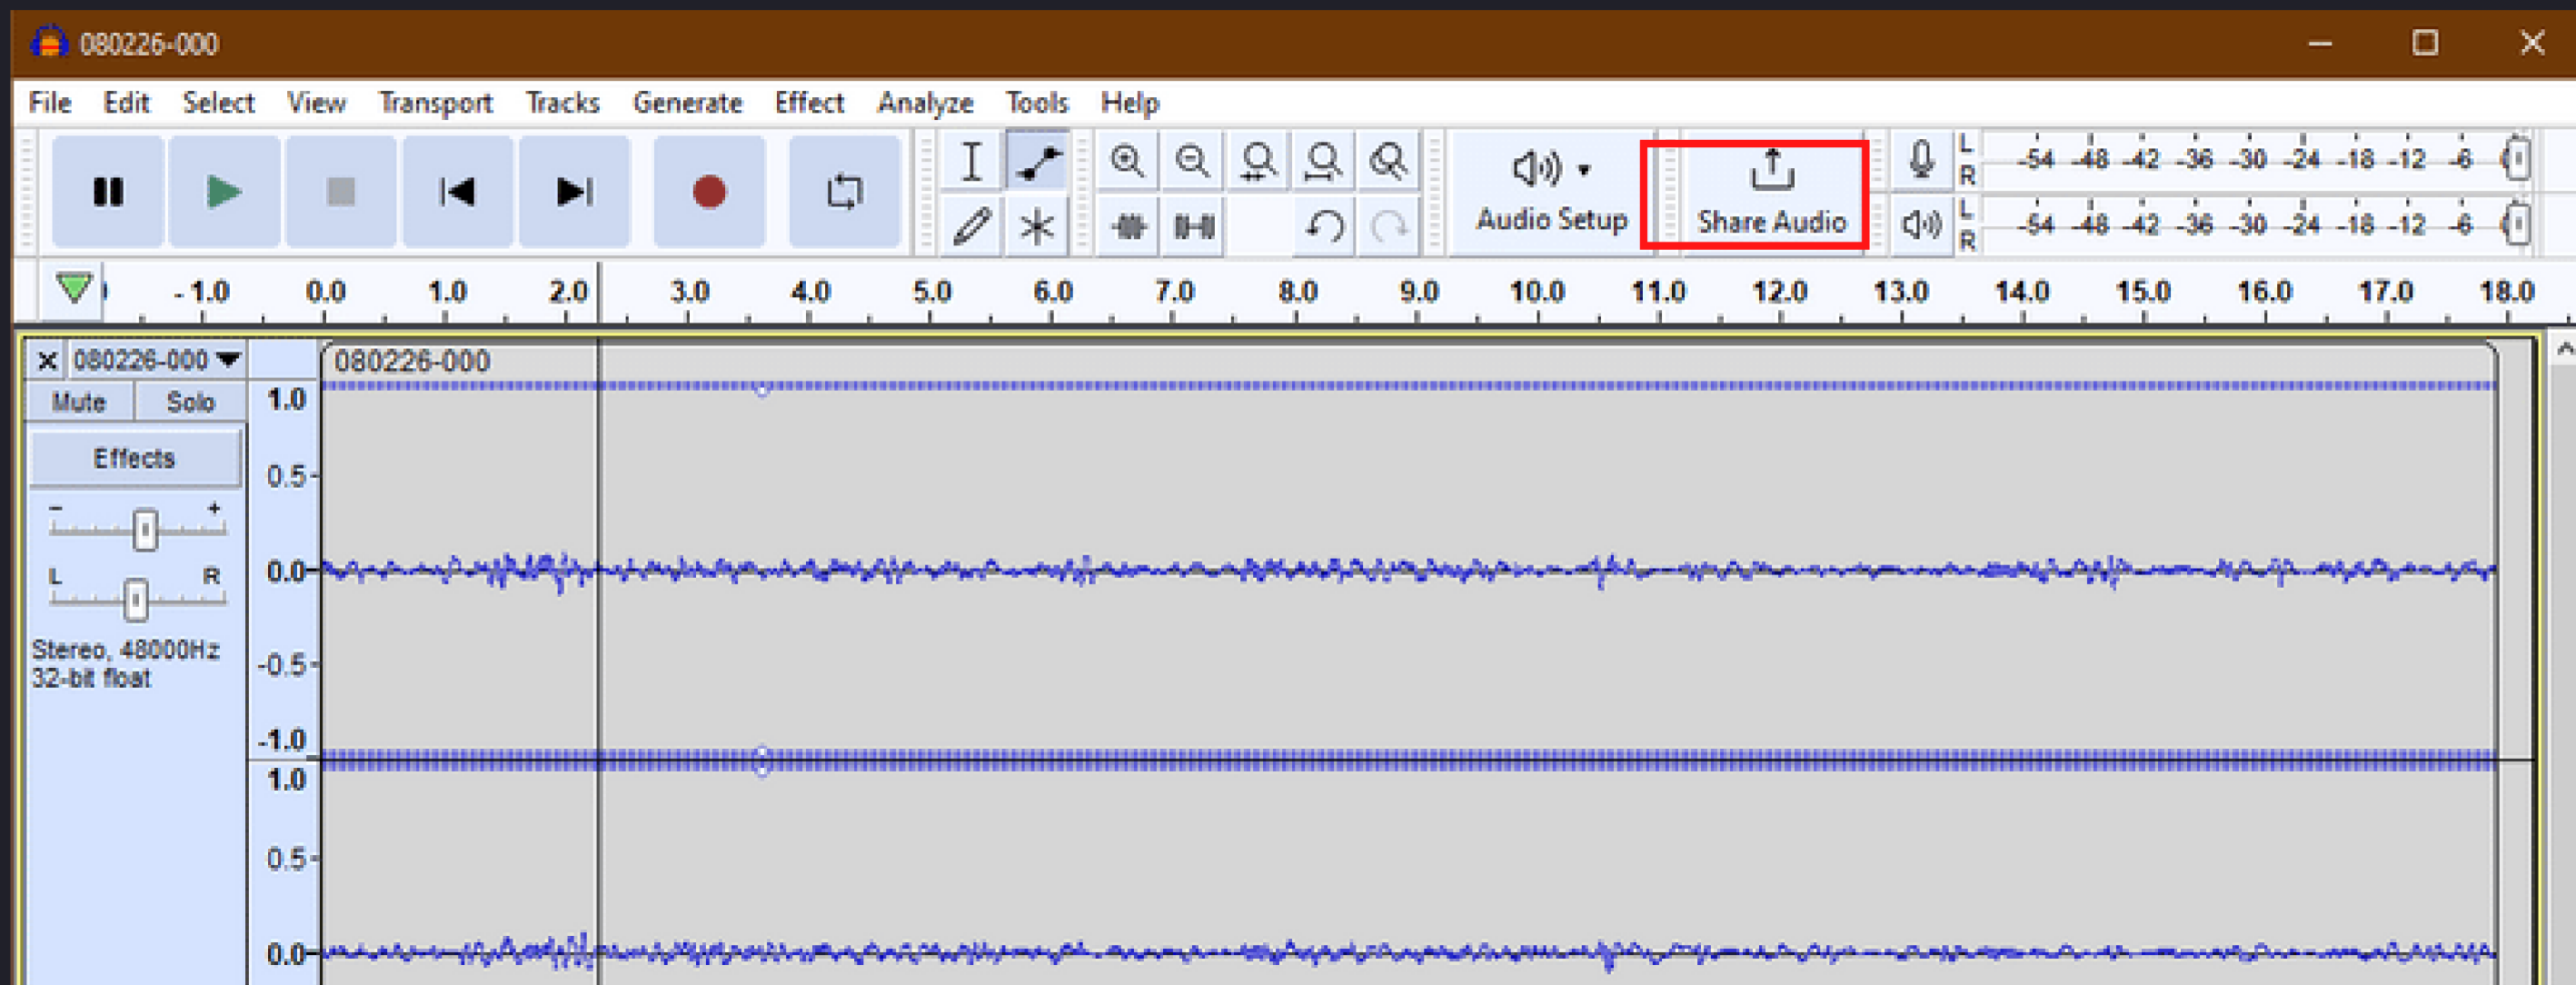 080226-000
File Edit Select View Transport Tracks Generate Effect Analyze Tools Help
Audio Setup
Share Audio
L -54 -48 -42 -36 -30 -24 -18 -12 -6
R
L -54 -48 -42 -36 -30 -24 -18 -12 -6
R
-1.0 0.0 1.0 2.0 3.0 4.0 5.0 6.0 7.0 8.0 9.0 10.0 11.0 12.0 13.0 14.0 15.0 16.0 17.0 18.0
080226-000
Mute Solo
Effects
- +
L R
Stereo, 48000Hz
32-bit float
080226-000
1.0
0.5
0.0
-0.5
-1.0
1.0
0.5
0.0